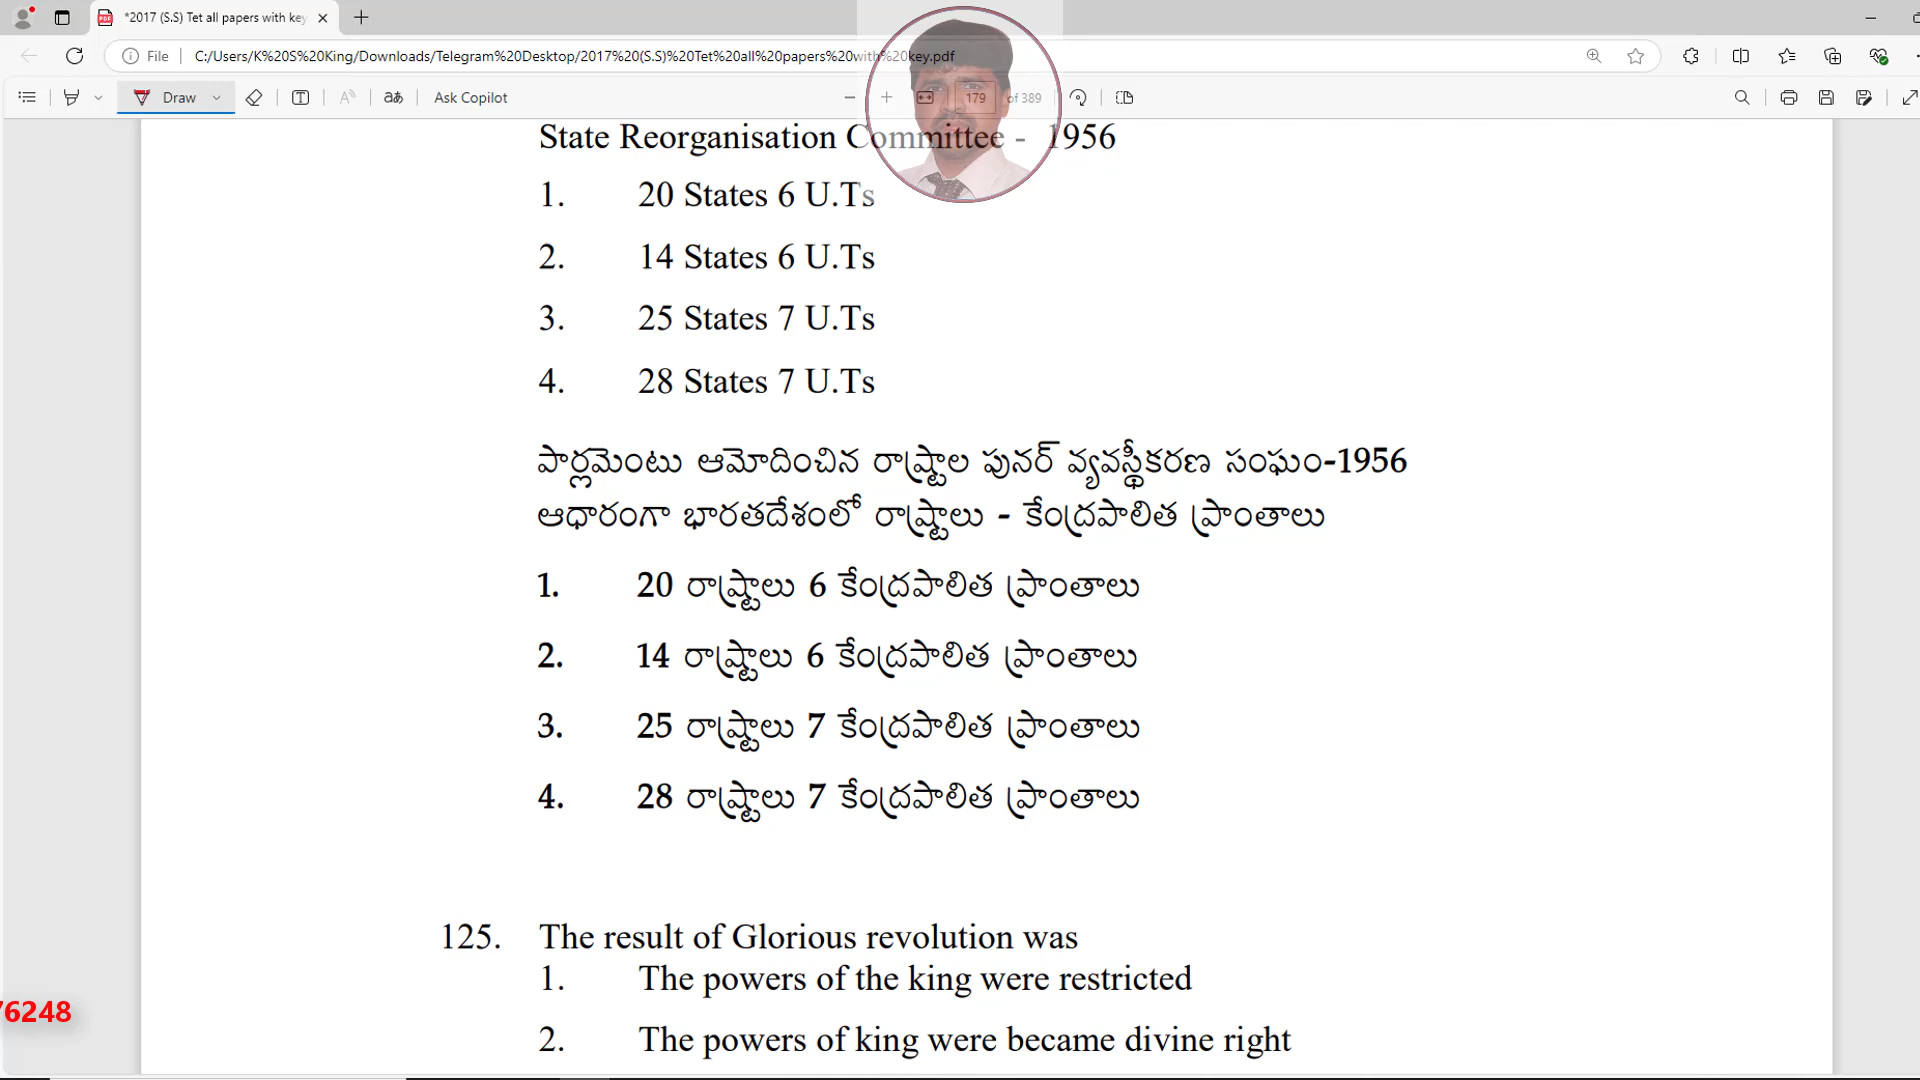 *2017 (S.S) Tet all papers with key
File
C:/Users/K%20S%20King/Downloads/Telegram%20Desktop/2017%20(S.S)%20Tet%20all%20papers%20with%20key.pdf
Draw
Ask Copilot
179 of 389
State Reorganisation Committee - 1956
1. 20 States 6 U.Ts
2. 14 States 6 U.Ts
3. 25 States 7 U.Ts
4. 28 States 7 U.Ts
పార్లమెంటు ఆమోదించిన రాష్ట్రాల పునర్ వ్యవస్థీకరణ సంఘం-1956
ఆధారంగా భారతదేశంలో రాష్ట్రాలు - కేంద్రపాలిత ప్రాంతాలు
1. 20 రాష్ట్రాలు 6 కేంద్రపాలిత ప్రాంతాలు
2. 14 రాష్ట్రాలు 6 కేంద్రపాలిత ప్రాంతాలు
3. 25 రాష్ట్రాలు 7 కేంద్రపాలిత ప్రాంతాలు
4. 28 రాష్ట్రాలు 7 కేంద్రపాలిత ప్రాంతాలు
125. The result of Glorious revolution was
1. The powers of the king were restricted
76248
2. The powers of king were became divine right